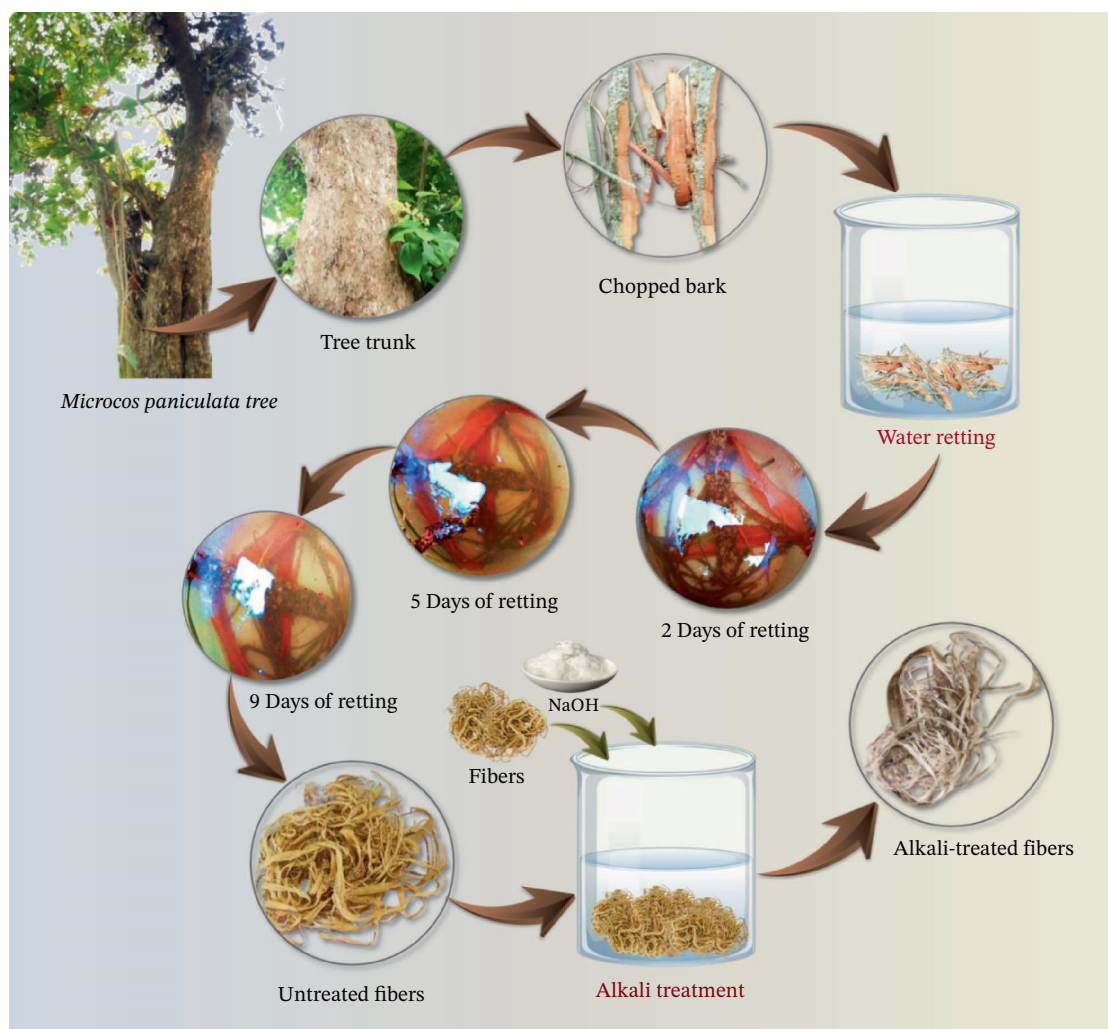 Microcos paniculata tree
Tree trunk
Chopped bark
Water retting
2 Days of retting
5 Days of retting
9 Days of retting
Untreated fibers
Fibers
NaOH
Alkali treatment
Alkali-treated fibers